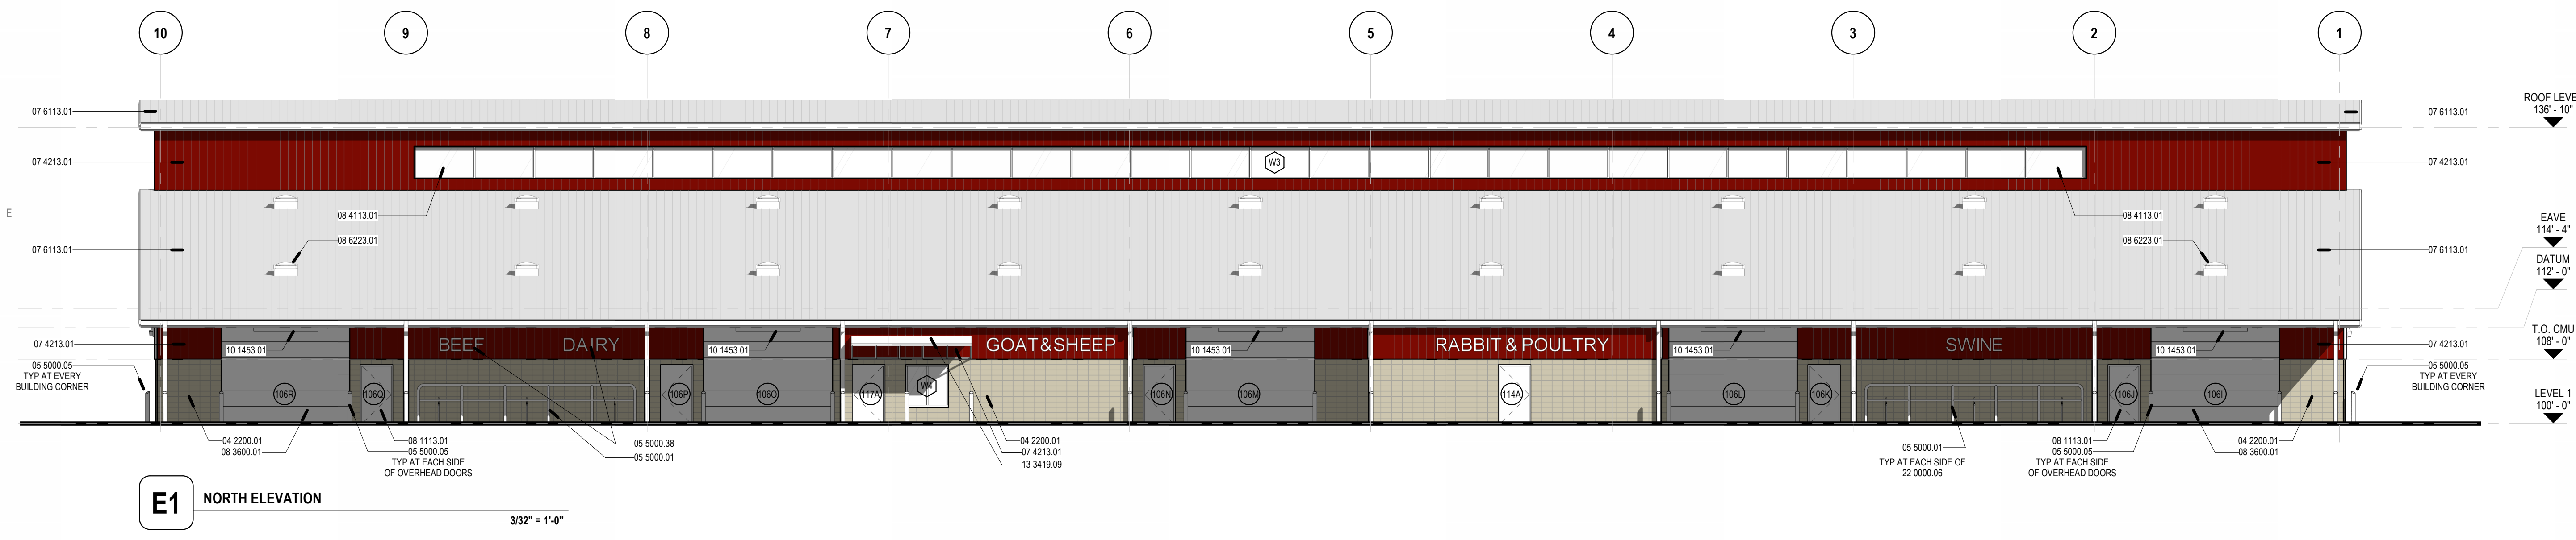 10 9 8 7 6 5 4 3 2 1
ROOF LEVE
136' - 10"
07 6113.01
07 6113.01
07 4213.01
W3
07 4213.01
E
08 4113.01
08 4113.01
EAVE
114' - 4"
08 6223.01
08 6223.01
07 6113.01
07 6113.01
DATUM
112' - 0"
T.O. CMU
108' - 0"
07 4213.01
10 1453.01
BEEF
DAIRY
10 1453.01
GOAT&SHEEP
10 1453.01
RABBIT & POULTRY
10 1453.01
SWINE
10 1453.01
07 4213.01
05 5000.05
TYP AT EVERY
BUILDING CORNER
05 5000.05
TYP AT EVERY
BUILDING CORNER
106R
106Q
106P
106O
117A
W4
106N
106M
114A
106L
106K
106J
106I
LEVEL 1
100' - 0"
04 2200.01
08 3600.01
08 1113.01
05 5000.05
TYP AT EACH SIDE
OF OVERHEAD DOORS
05 5000.38
05 5000.01
04 2200.01
07 4213.01
13 3419.09
05 5000.01
TYP AT EACH SIDE OF
22 0000.06
08 1113.01
05 5000.05
TYP AT EACH SIDE
OF OVERHEAD DOORS
04 2200.01
08 3600.01
E1
NORTH ELEVATION
3/32" = 1'-0"